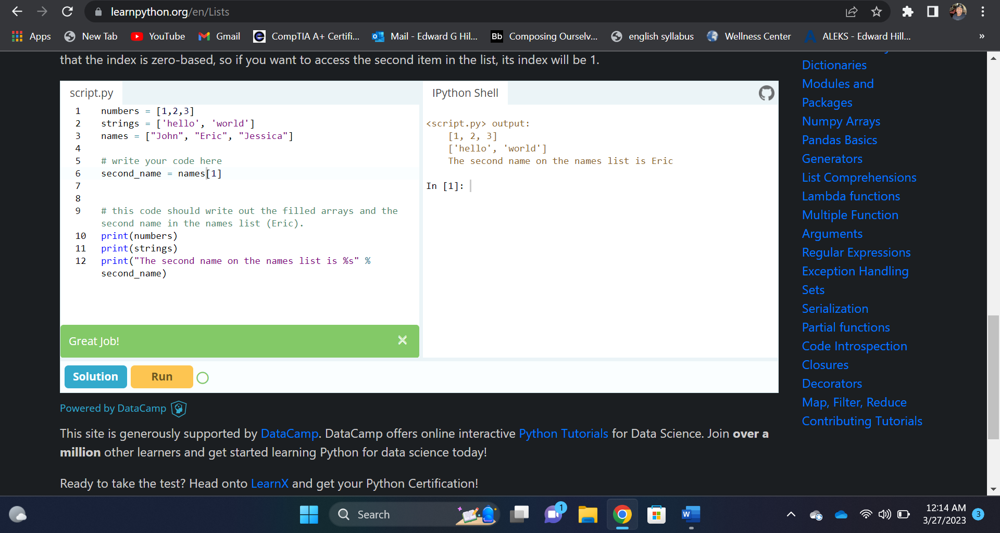 learnpython.org/en/Lists
Apps New Tab YouTube Gmail CompTIA A+ Certifi... Mail - Edward G Hil... Bb Composing Ourselv... english syllabus Wellness Center ALEKS - Edward Hill... »
that the index is zero-based, so if you want to access the second item in the list, its index will be 1.
script.py
1 numbers = [1,2,3]
2 strings = ['hello', 'world']
3 names = ["John", "Eric", "Jessica"]
4
5 # write your code here
6 second_name = names[1]
7
8
9 # this code should write out the filled arrays and the
second name in the names list (Eric).
10 print(numbers)
11 print(strings)
12 print("The second name on the names list is %s" %
second_name)
Great Job!
Solution Run
IPython Shell
<script.py> output:
[1, 2, 3]
['hello', 'world']
The second name on the names list is Eric
In [1]:
Powered by DataCamp
This site is generously supported by DataCamp. DataCamp offers online interactive Python Tutorials for Data Science. Join over a
million other learners and get started learning Python for data science today!
Ready to take the test? Head onto LearnX and get your Python Certification!
Dictionaries
Modules and
Packages
Numpy Arrays
Pandas Basics
Generators
List Comprehensions
Lambda functions
Multiple Function
Arguments
Regular Expressions
Exception Handling
Sets
Serialization
Partial functions
Code Introspection
Closures
Decorators
Map, Filter, Reduce
Contributing Tutorials
Search
1
W
12:14 AM
3/27/2023
3